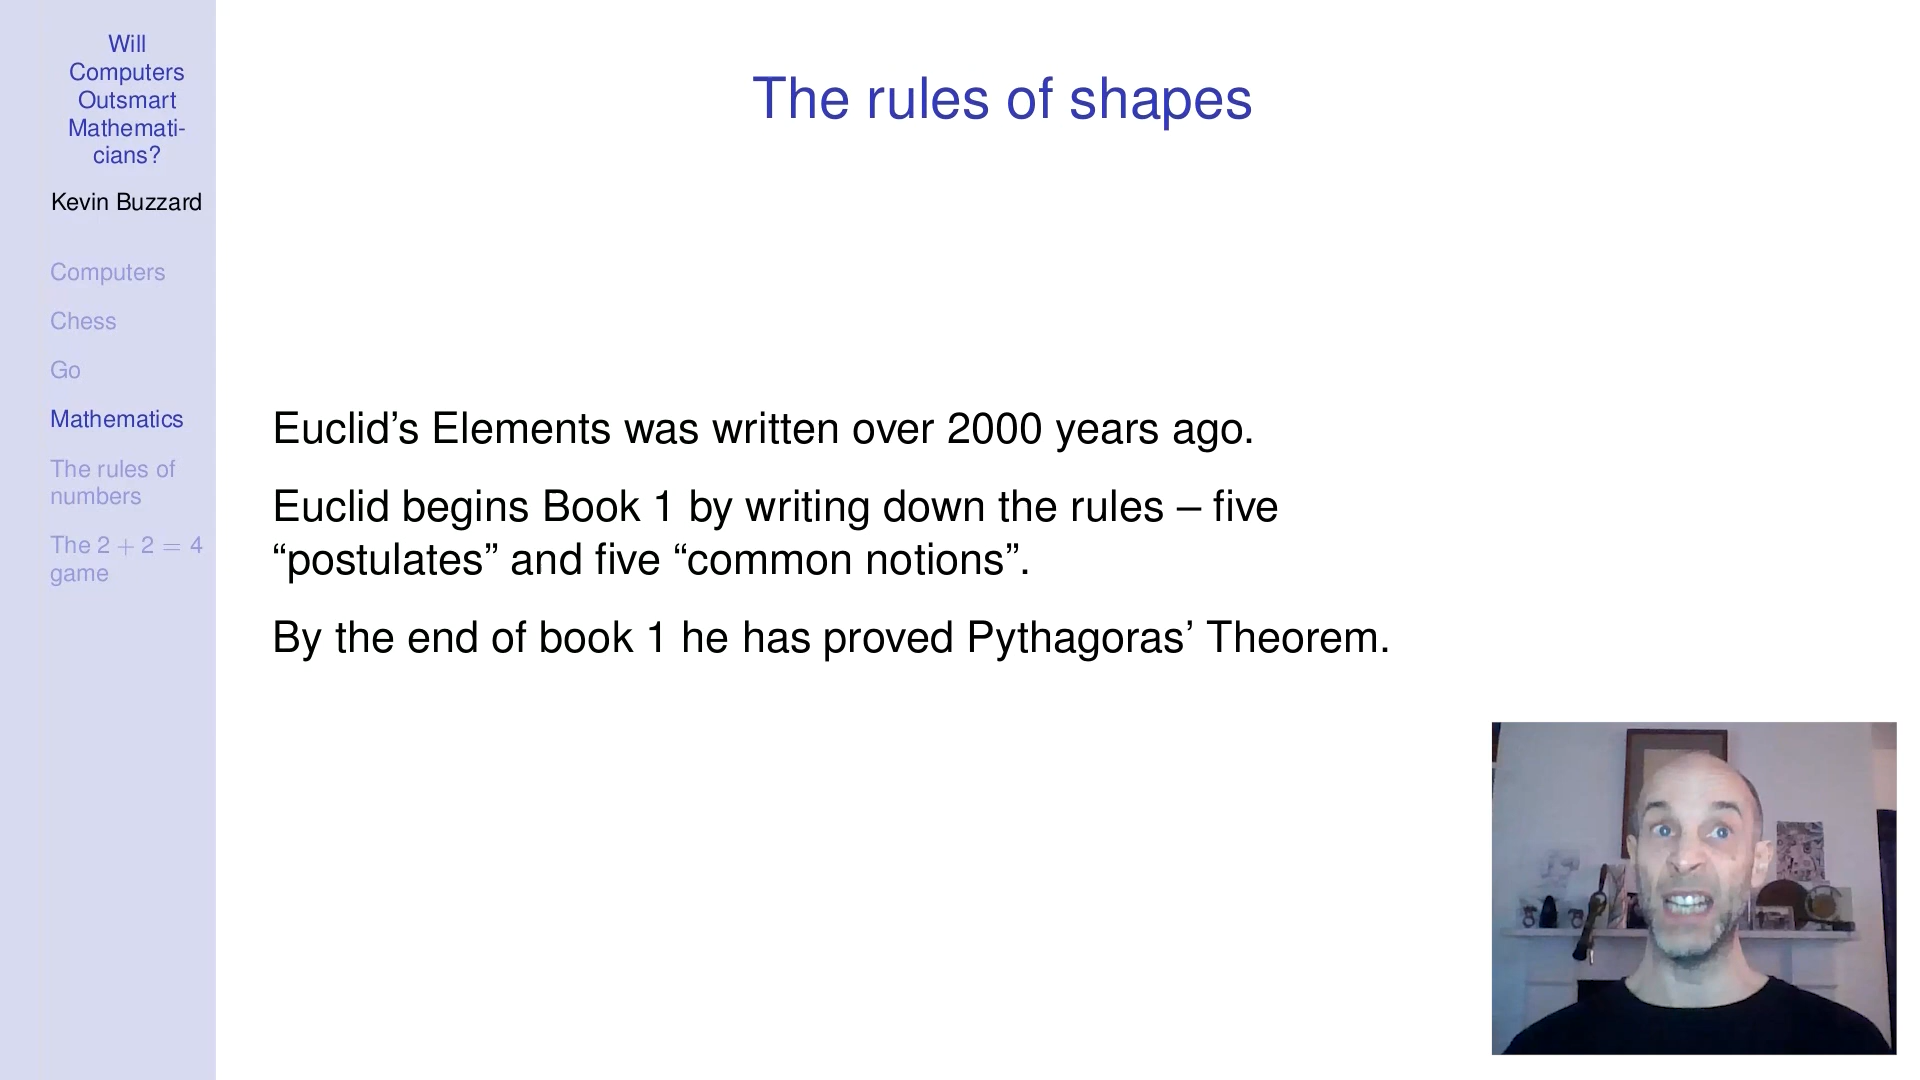 Will
Computers
Outsmart
Mathemati-
cians?
Kevin Buzzard
Computers
Chess
Go
Mathematics
The rules of
numbers
The 2 + 2 = 4
game
The rules of shapes
Euclid’s Elements was written over 2000 years ago.
Euclid begins Book 1 by writing down the rules – five
“postulates” and five “common notions”.
By the end of book 1 he has proved Pythagoras’ Theorem.